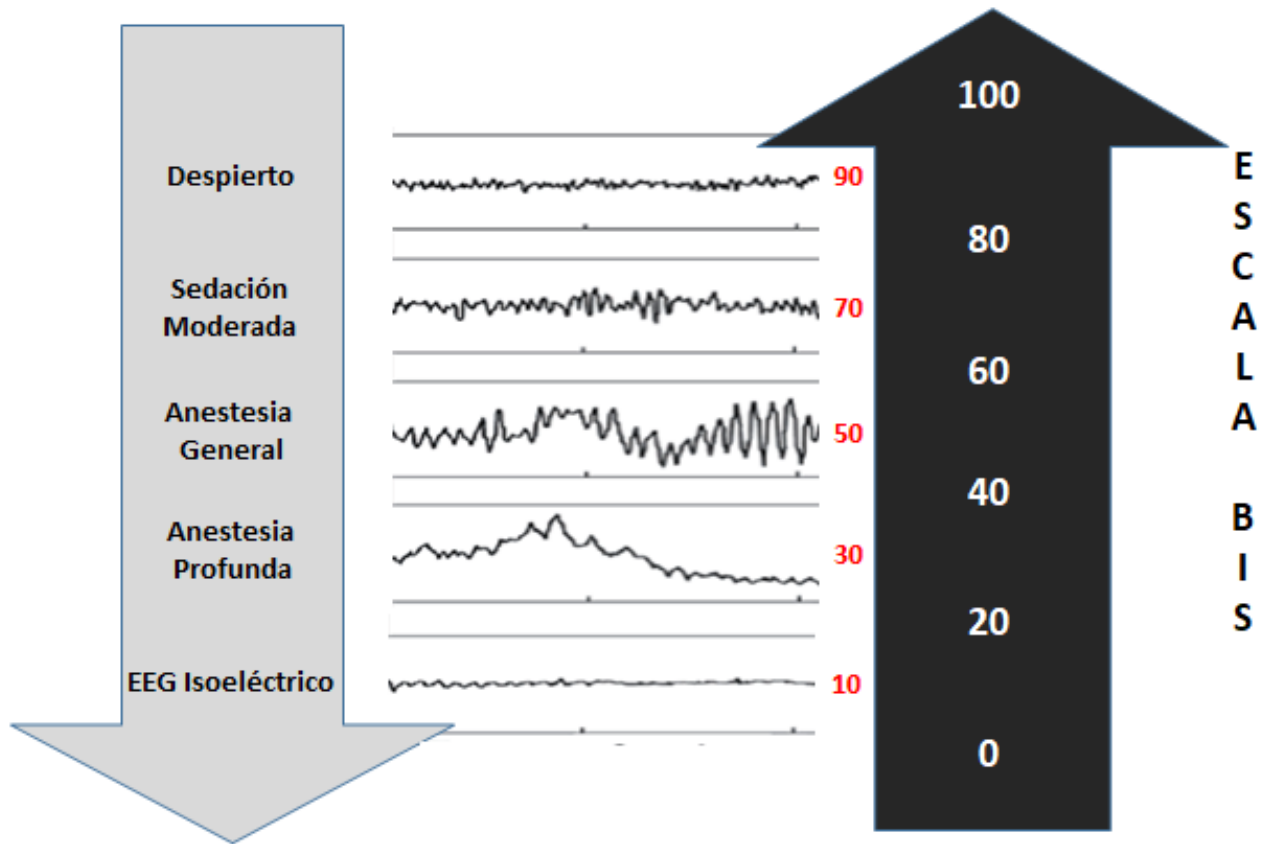 Despierto
Sedación
Moderada
Anestesia
General
Anestesia
Profunda
EEG Isoeléctrico
90
70
50
30
10
100
80
60
40
20
0
E
S
C
A
L
A
B
I
S